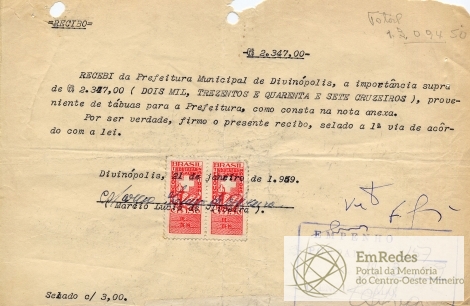 =RECIBO=
Total
-₢ 2.347,00-
RECEBI da Prefeitura Municipal de Divinópolis, a importância supra
de ₢ 2.347,00 ( DOIS MIL, TREZENTOS E QUARENTA E SETE CRUZEIROS ), prove-
niente de tábuas para a Prefeitura, como consta na nota anexa.
Por ser verdade, firmo o presente recibo, selado a 1ª via de acôr-
do com a lei.
BRASIL BRASIL
Divinópolis, 21 de janeiro de 1.959.
EMPENHO
Selado c/ 3,00.
EmRedes
Portal da Memória
do Centro-Oeste Mineiro